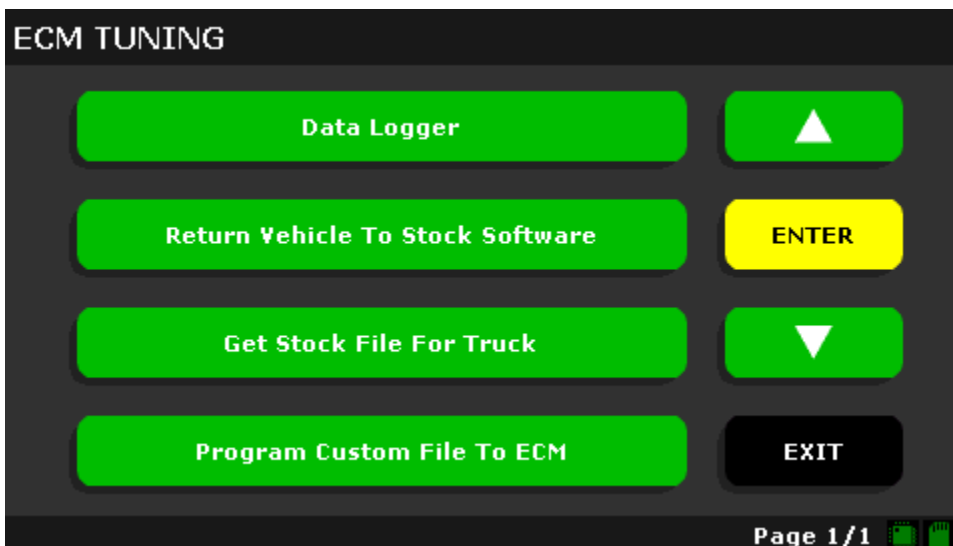 ECM TUNING
Data Logger
Return Vehicle To Stock Software
ENTER
Get Stock File For Truck
Program Custom File To ECM
EXIT
Page 1/1